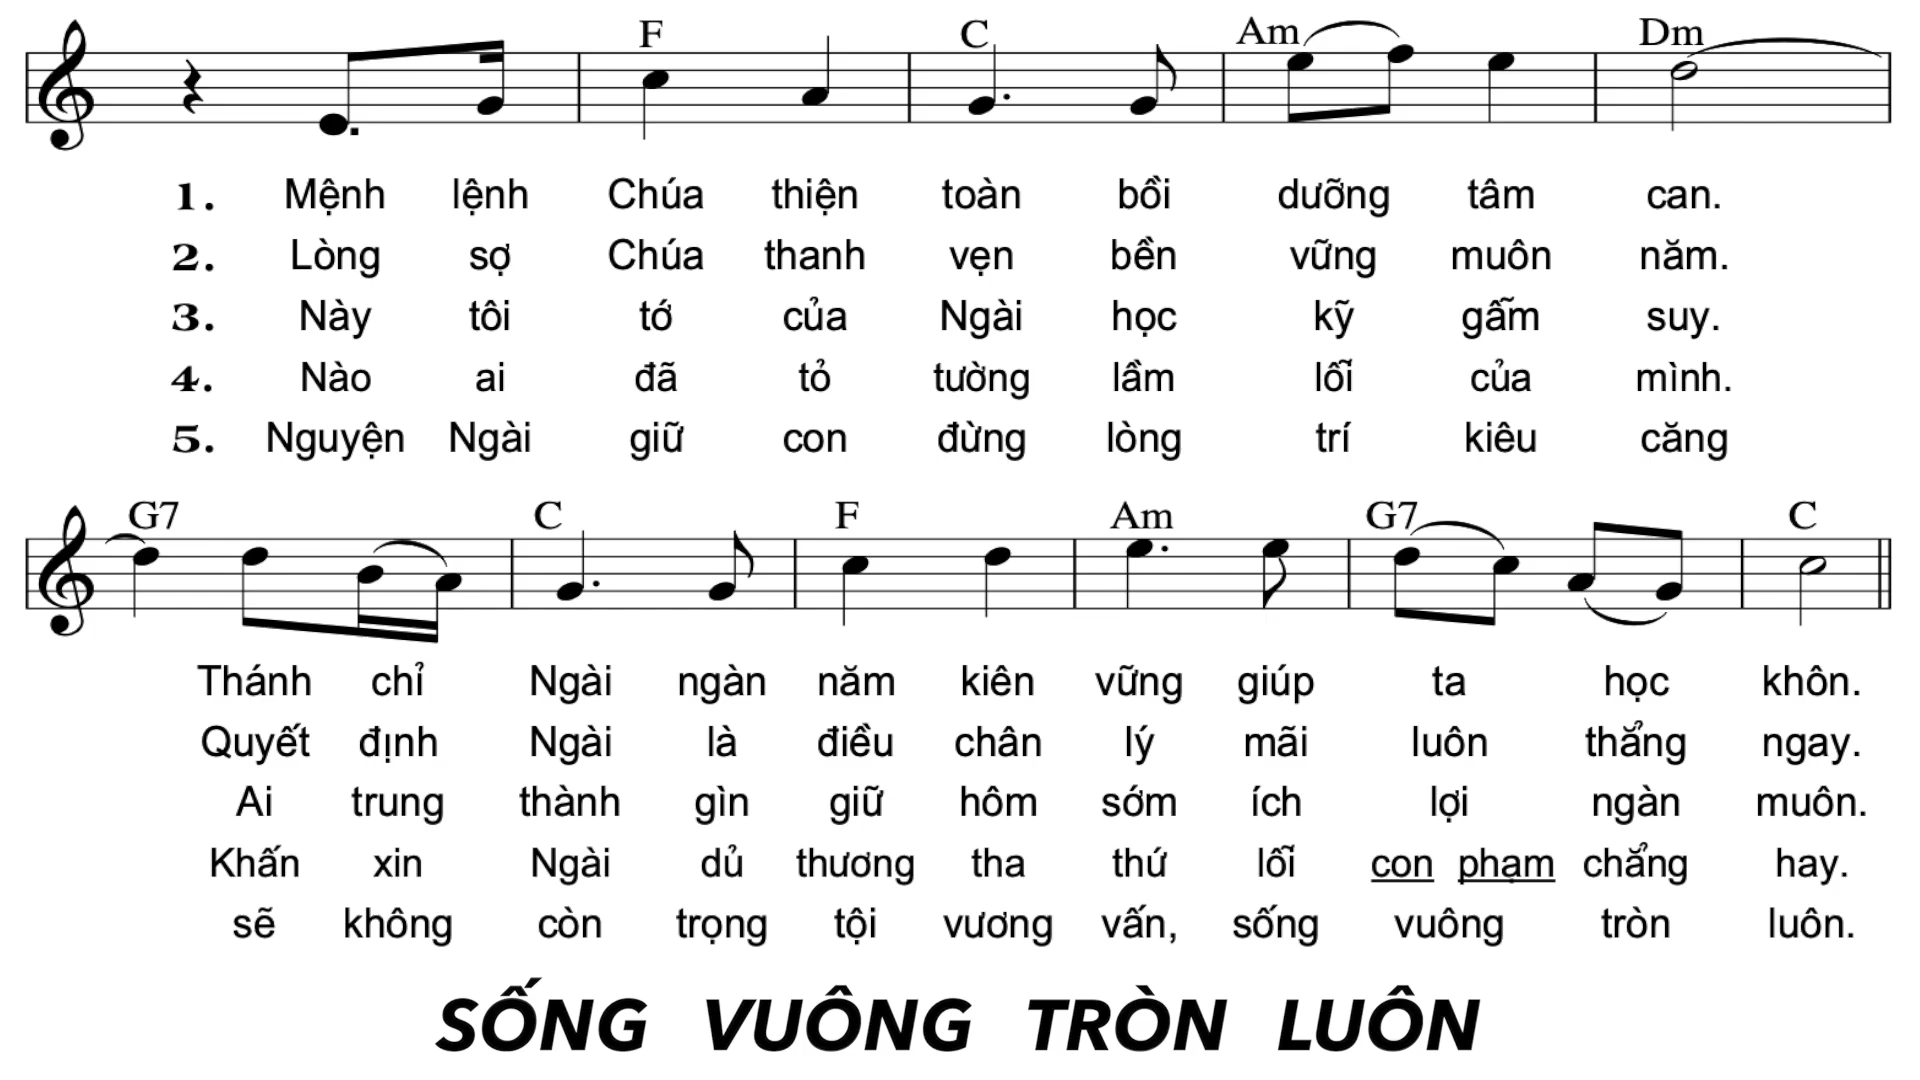 F C Am Dm
1. Mệnh lệnh Chúa thiện toàn bồi dưỡng tâm can.
2. Lòng sợ Chúa thanh vẹn bền vững muôn năm.
3. Này tôi tớ của Ngài học kỹ gẫm suy.
4. Nào ai đã tỏ tường lầm lỗi của mình.
5. Nguyện Ngài giữ con đừng lòng trí kiêu căng
G7 C F Am G7 C
Thánh chỉ Ngài ngàn năm kiên vững giúp ta học khôn.
Quyết định Ngài là điều chân lý mãi luôn thẳng ngay.
Ai trung thành gìn giữ hôm sớm ích lợi ngàn muôn.
Khấn xin Ngài dủ thương tha thứ lỗi con phạm chẳng hay.
sẽ không còn trọng tội vương vấn, sống vuông tròn luôn.
SỐNG VUÔNG TRÒN LUÔN